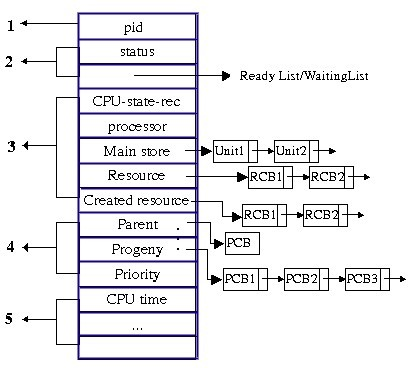 1
pid
2
status
Ready List/WaitingList
3
CPU-state-rec
processor
Main store Unit1 Unit2
Resource RCB1 RCB2
Created resource RCB1 RCB2
4
Parent PCB
Progeny PCB1 PCB2 PCB3
Priority
5
CPU time
...